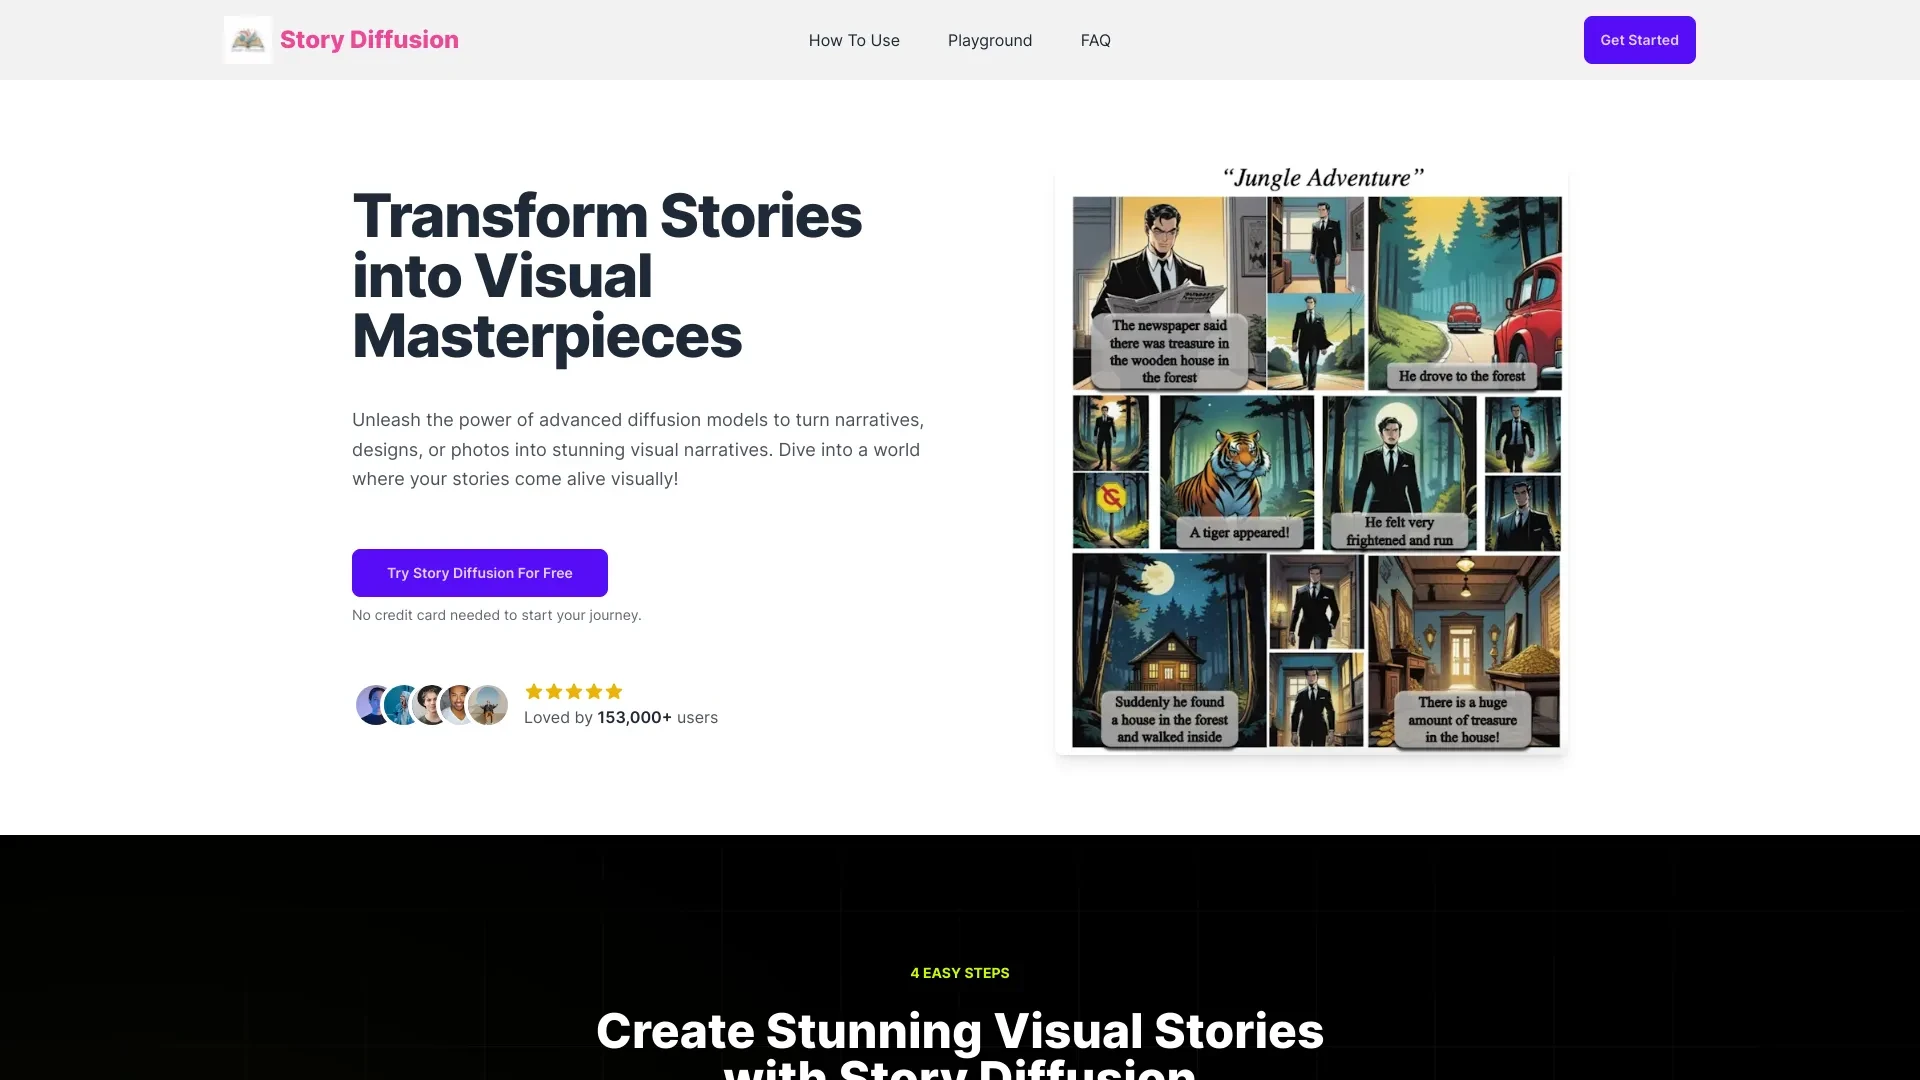 Story Diffusion
How To Use
Playground
FAQ
Get Started
Transform Stories
into Visual
Masterpieces
Unleash the power of advanced diffusion models to turn narratives,
designs, or photos into stunning visual narratives. Dive into a world
where your stories come alive visually!
Try Story Diffusion For Free
No credit card needed to start your journey.
Loved by 153,000+ users
“Jungle Adventure”
The newspaper said
there was treasure in
the wooden house in
the forest
He drove to the forest
A tiger appeared!
He felt very
frightened and run
Suddenly he found
a house in the forest
and walked inside
There is a huge
amount of treasure
in the house!
4 EASY STEPS
Create Stunning Visual Stories
with Story Diffusion